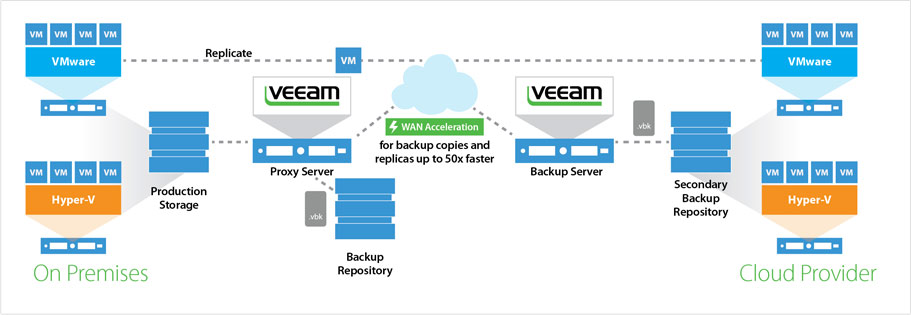 VM VM VM VM
VMware
Replicate
VM
VM VM VM VM
VMware
veeam
veeam
WAN Acceleration
for backup copies and
replicas up to 50x faster
.vbk
Proxy Server
Backup Server
VM VM VM VM
Hyper-V
Production
Storage
.vbk
Backup
Repository
Secondary
Backup
Repository
VM VM VM VM
Hyper-V
On Premises
Cloud Provider